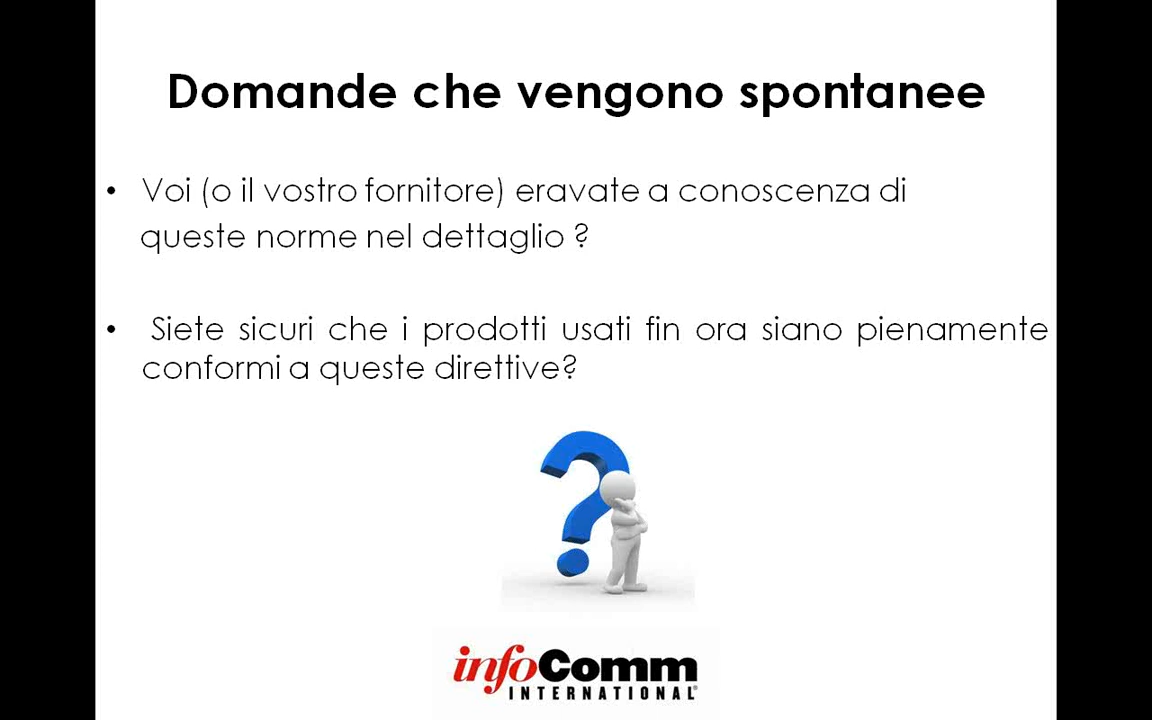 Domande che vengono spontanee
• Voi (o il vostro fornitore) eravate a conoscenza di
queste norme nel dettaglio ?
• Siete sicuri che i prodotti usati fin ora siano pienamente
conformi a queste direttive?
infoComm
INTERNATIONAL®